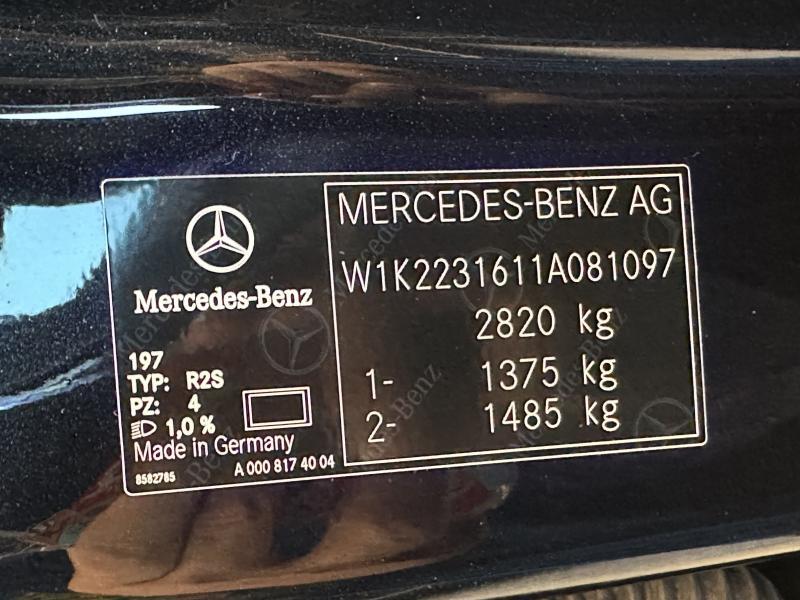 Mercedes-Benz
197
TYP: R2S
PZ: 4
1,0 %
Made in Germany
8582765
A 000 817 40 04
MERCEDES-BENZ AG
W1K2231611A081097
2820 kg
1- 1375 kg
2- 1485 kg